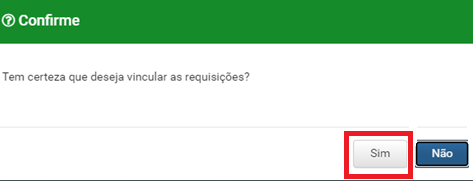 Confirme
Tem certeza que deseja vincular as requisições?
Sim Não